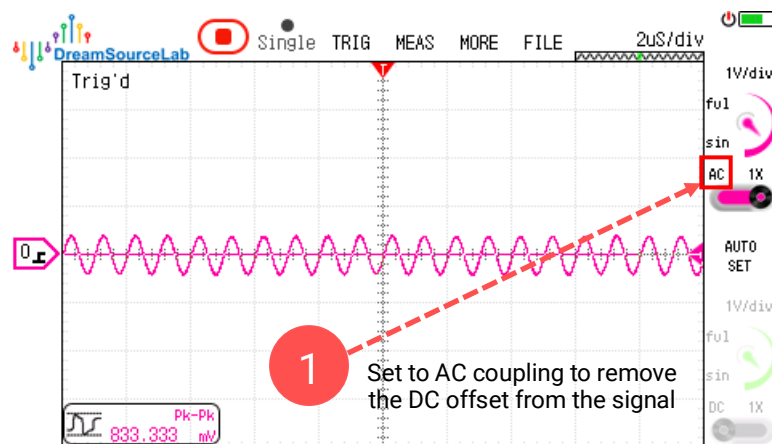 DreamSourceLab
Single TRIG MEAS MORE FILE 2uS/div
Trig'd
T
1V/div
ful
sin
AC 1X
0
AUTO
SET
1V/div
ful
sin
DC 1X
1
Set to AC coupling to remove
the DC offset from the signal
Pk-Pk
833.333 mV